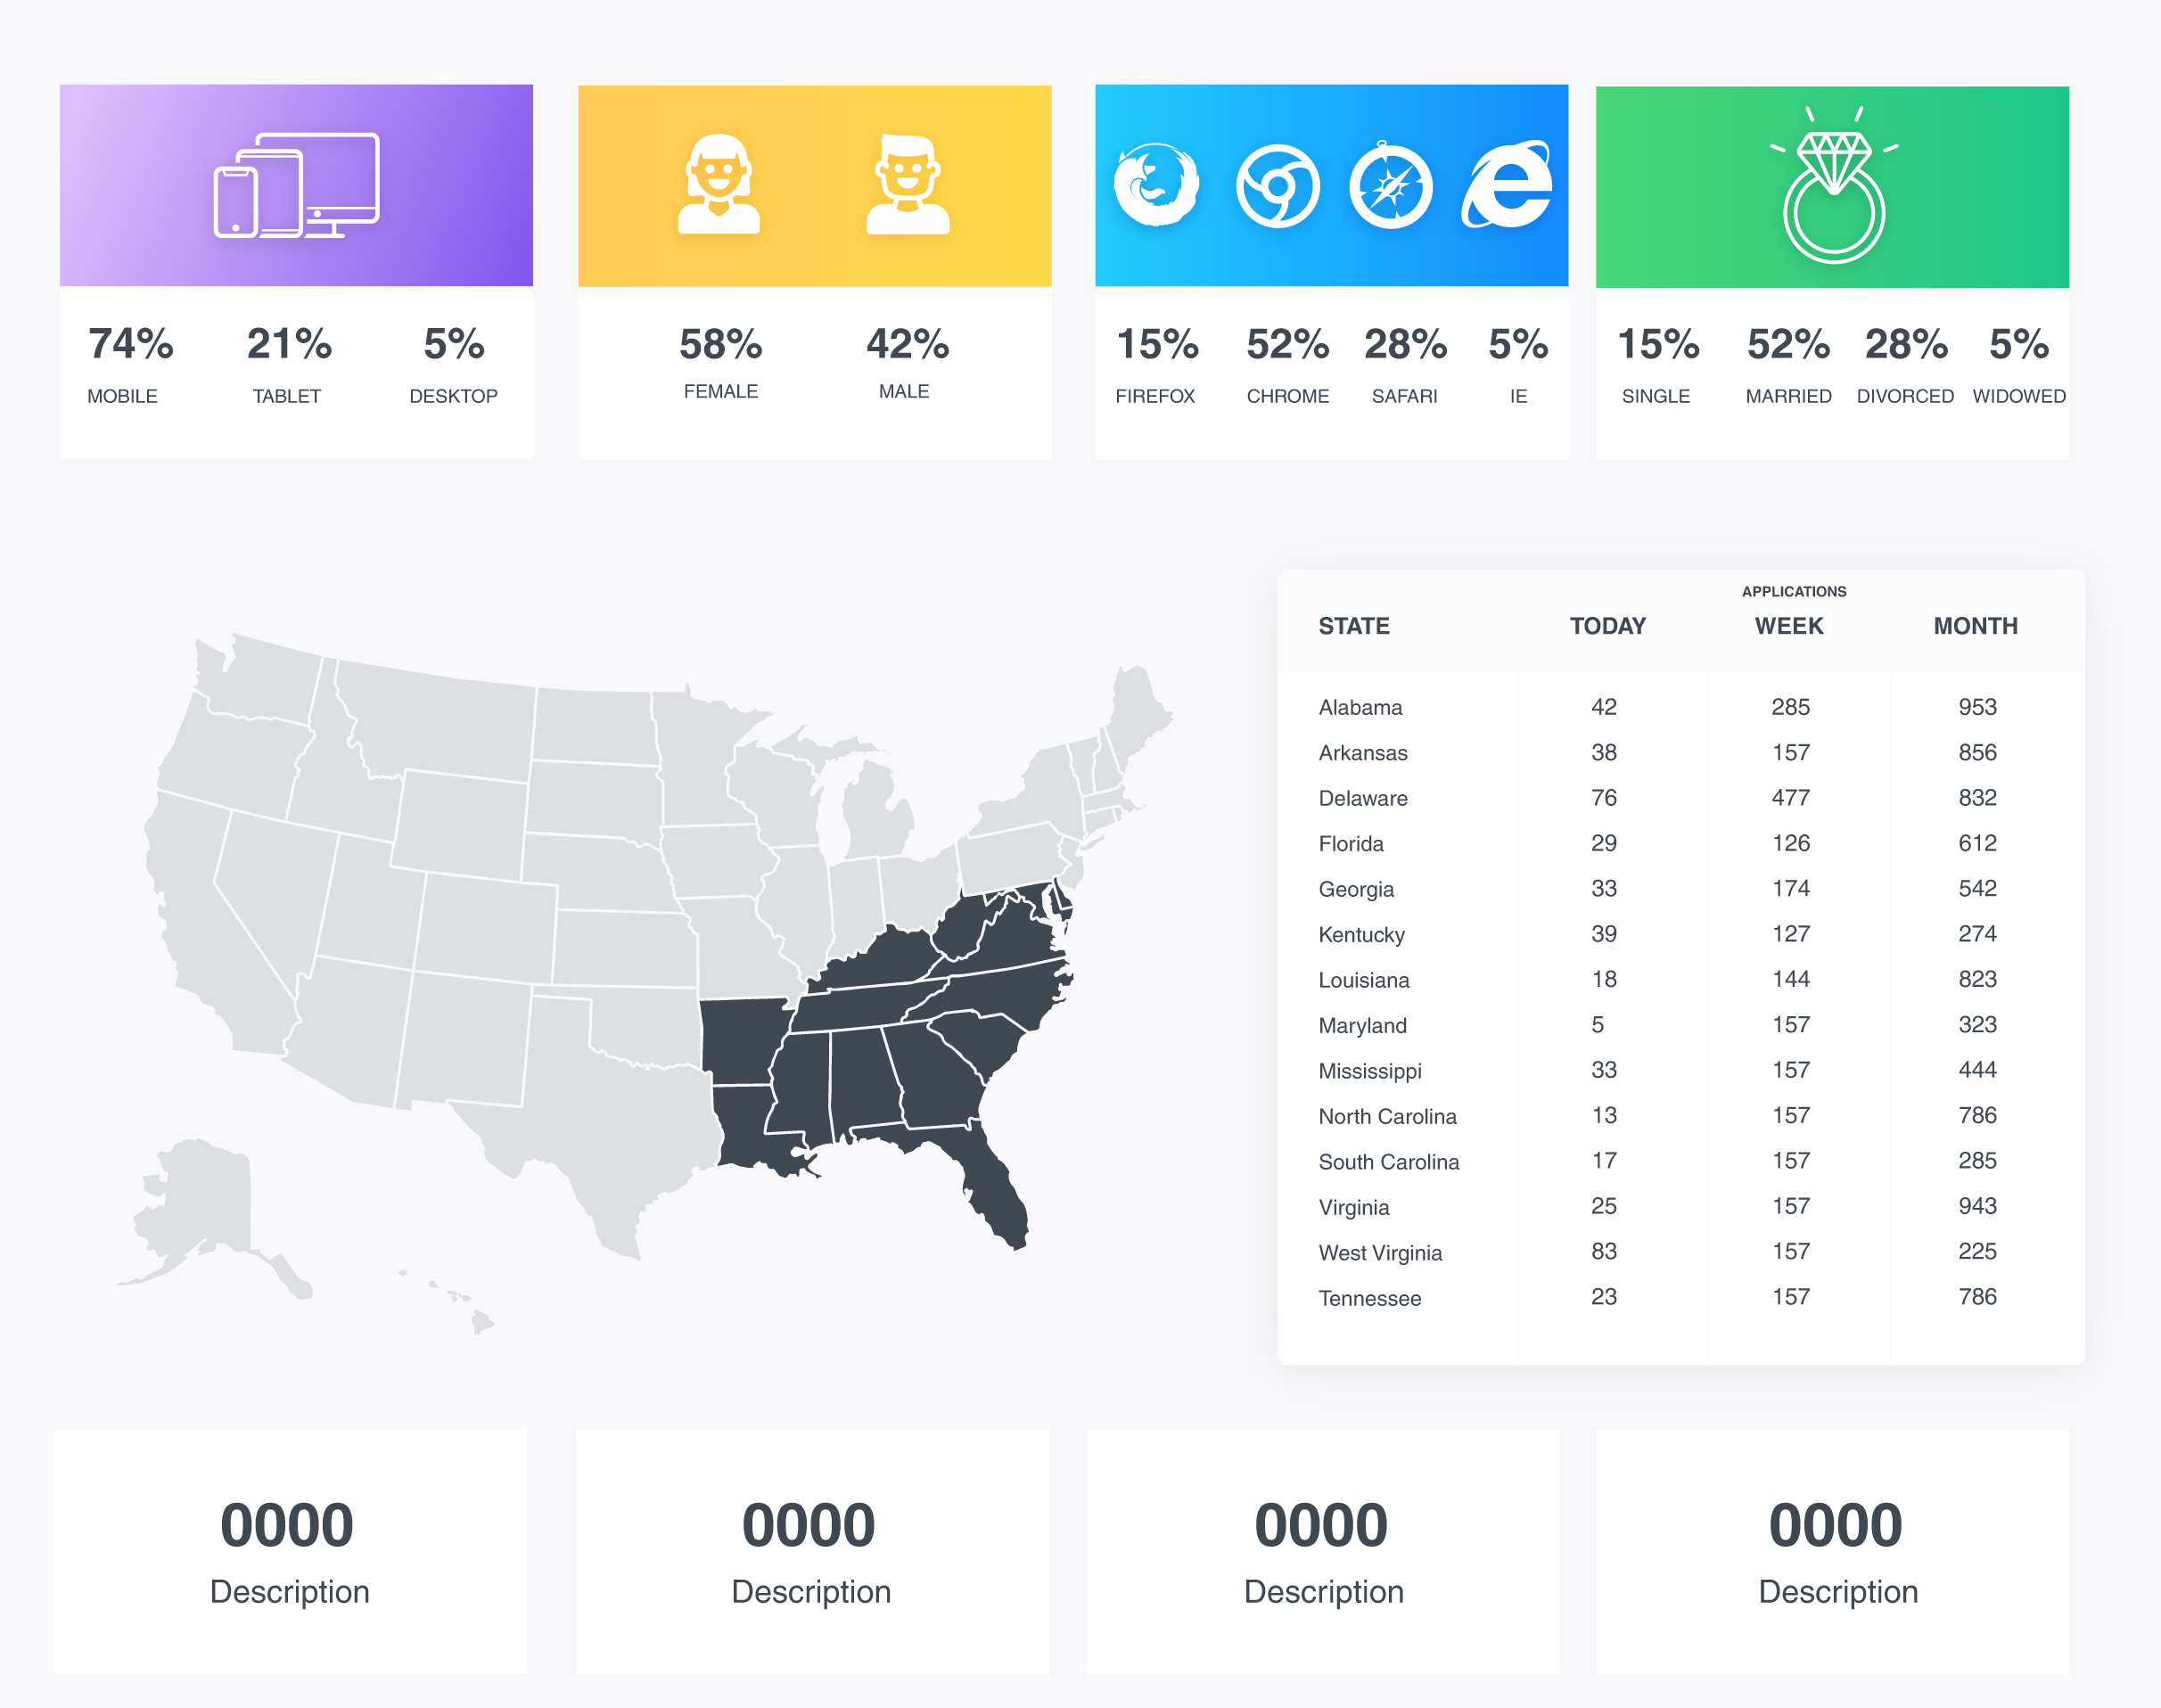 74% 21% 5%
MOBILE TABLET DESKTOP
58% 42%
FEMALE MALE
15% 52% 28% 5%
FIREFOX CHROME SAFARI IE
15% 52% 28% 5%
SINGLE MARRIED DIVORCED WIDOWED
APPLICATIONS
STATE TODAY WEEK MONTH
Alabama 42 285 953
Arkansas 38 157 856
Delaware 76 477 832
Florida 29 126 612
Georgia 33 174 542
Kentucky 39 127 274
Louisiana 18 144 823
Maryland 5 157 323
Mississippi 33 157 444
North Carolina 13 157 786
South Carolina 17 157 285
Virginia 25 157 943
West Virginia 83 157 225
Tennessee 23 157 786
0000
Description
0000
Description
0000
Description
0000
Description